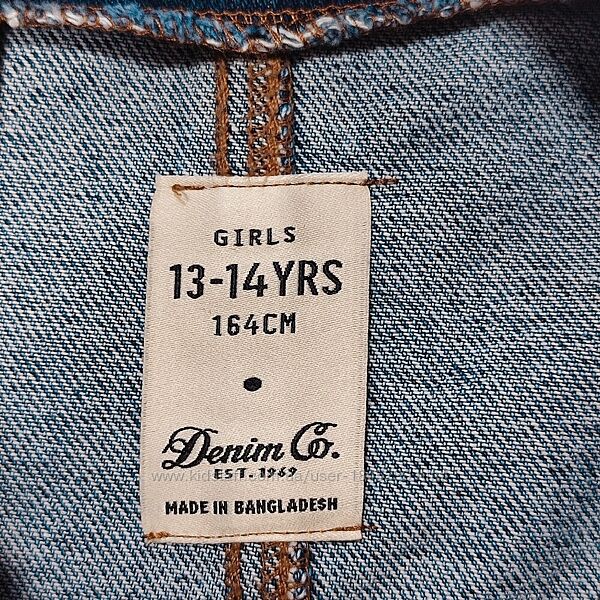 GIRLS
13-14YRS
164CM
Denim Co.
EST. 1969
MADE IN BANGLADESH